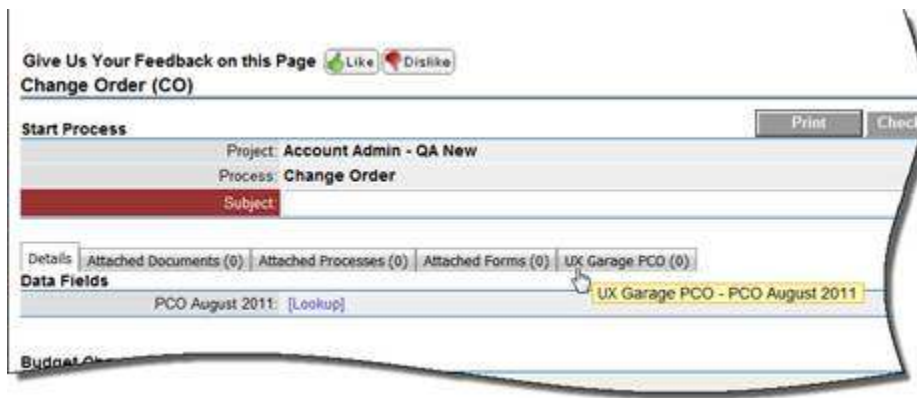 Give Us Your Feedback on this Page Like Dislike
Change Order (CO)
Start Process Print
Project: Account Admin - QA New
Process: Change Order
Subject:
Details Attached Documents (0) Attached Processes (0) Attached Forms (0) UX Garage PCO (0)
Data Fields
UX Garage PCO - PCO August 2011
PCO August 2011: [Lookup]
Budget